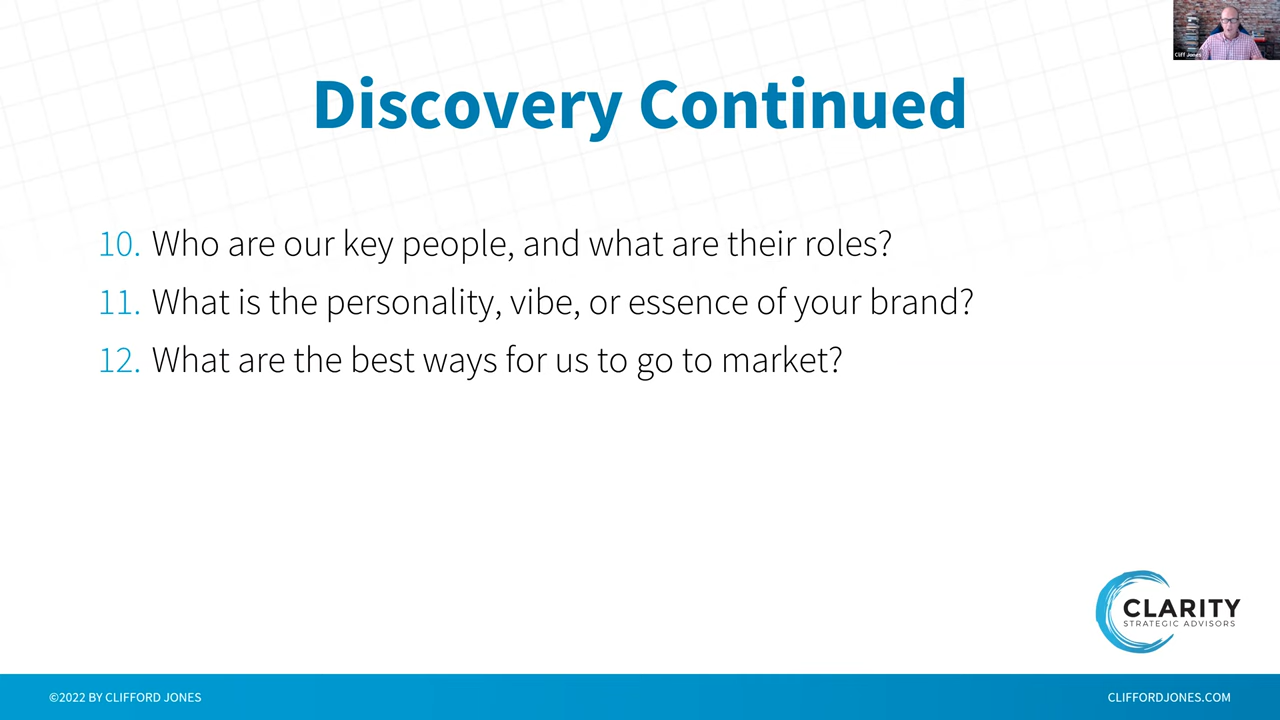 Cliff Jones
Discovery Continued
10. Who are our key people, and what are their roles?
11. What is the personality, vibe, or essence of your brand?
12. What are the best ways for us to go to market?
CLARITY
STRATEGIC ADVISORS
©2022 BY CLIFFORD JONES
CLIFFORDJONES.COM